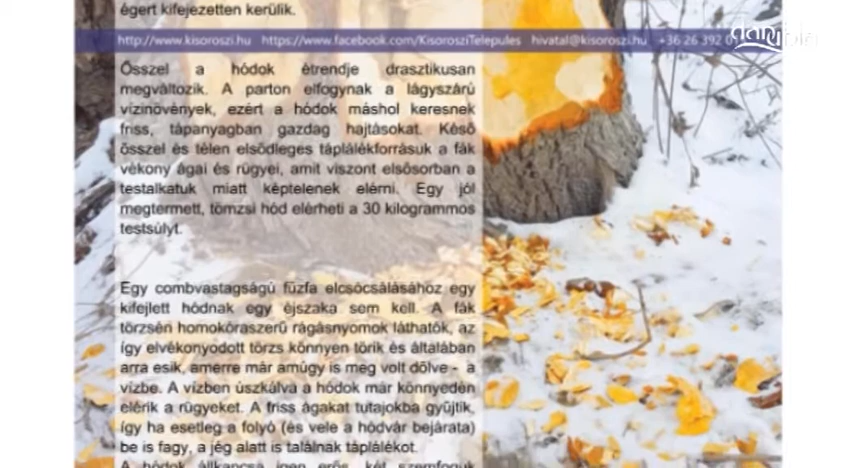 égert kifejezetten kerülik.
http://www.kisoroszi.hu https://www.facebook.com/KisorosziTelepules hivatal@kisoroszi.hu +36 26 392 01
Ősszel a hódok étrendje drasztikusan
megváltozik. A parton elfogynak a lágyszárú
vízinövények, ezért a hódok máshol keresnek
friss, tápanyagban gazdag hajtásokat. Késő
ősszel és télen elsődleges táplálékforrásuk a fák
vékony ágai és rügyei, amit viszont elsősorban a
testalkatuk miatt képtelenek elérni. Egy jól
megtermett, tömzsi hód elérheti a 30 kilogrammos
testsúlyt.
Egy combvastagságú fűzfa elcsócsálásához egy
kifejlett hódnak egy éjszaka sem kell. A fák
törzsén homokóraszerű rágásnyomok láthatók, az
így elvékonyodott törzs könnyen törik és általában
arra esik, amerre már amúgy is meg volt dőlve - a
vízbe. A vízben úszkálva a hódok már könnyedén
elérik a rügyeket. A friss ágakat tutajokba gyűjtik,
így ha esetleg a folyó (és vele a hódvár bejárata)
be is fagy, a jég alatt is találnak táplálékot.
A hódok állkapcsa igen erős, két szemfoguk